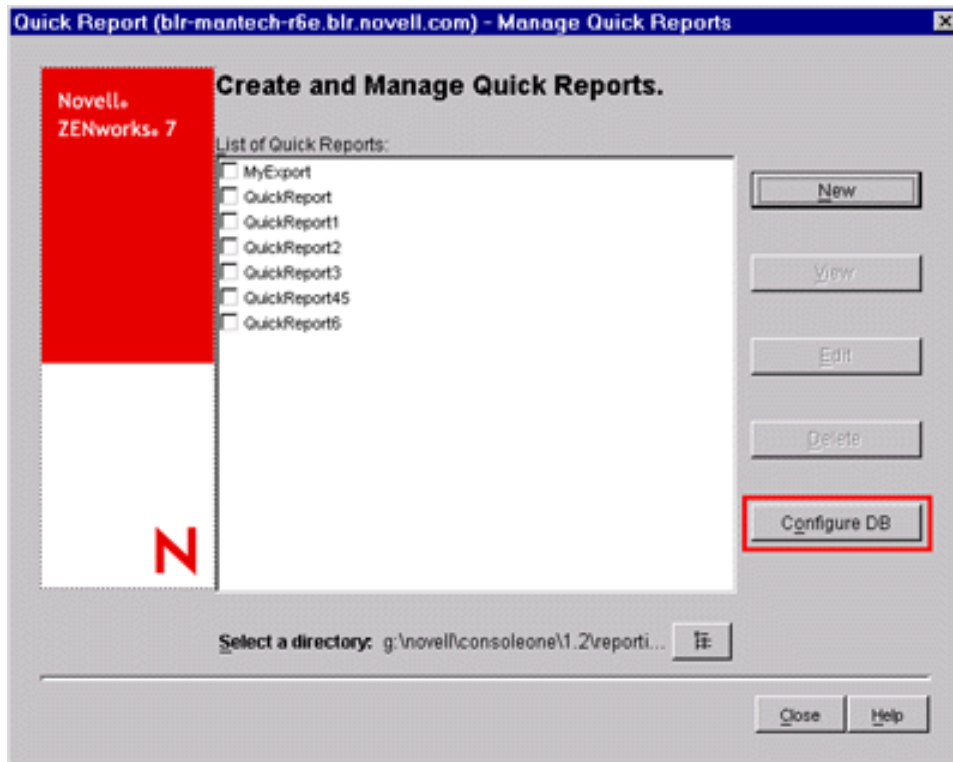 Quick Report (blr-mantech-r6e.blr.novell.com) - Manage Quick Reports
Novell®
ZENworks® 7
Create and Manage Quick Reports.
List of Quick Reports:
MyExport
QuickReport
QuickReport1
QuickReport2
QuickReport3
QuickReport45
QuickReport6
New
View
Edit
Delete
Configure DB
N
Select a directory: g:\novell\consoleone\1.2\reporti...
Close
Help